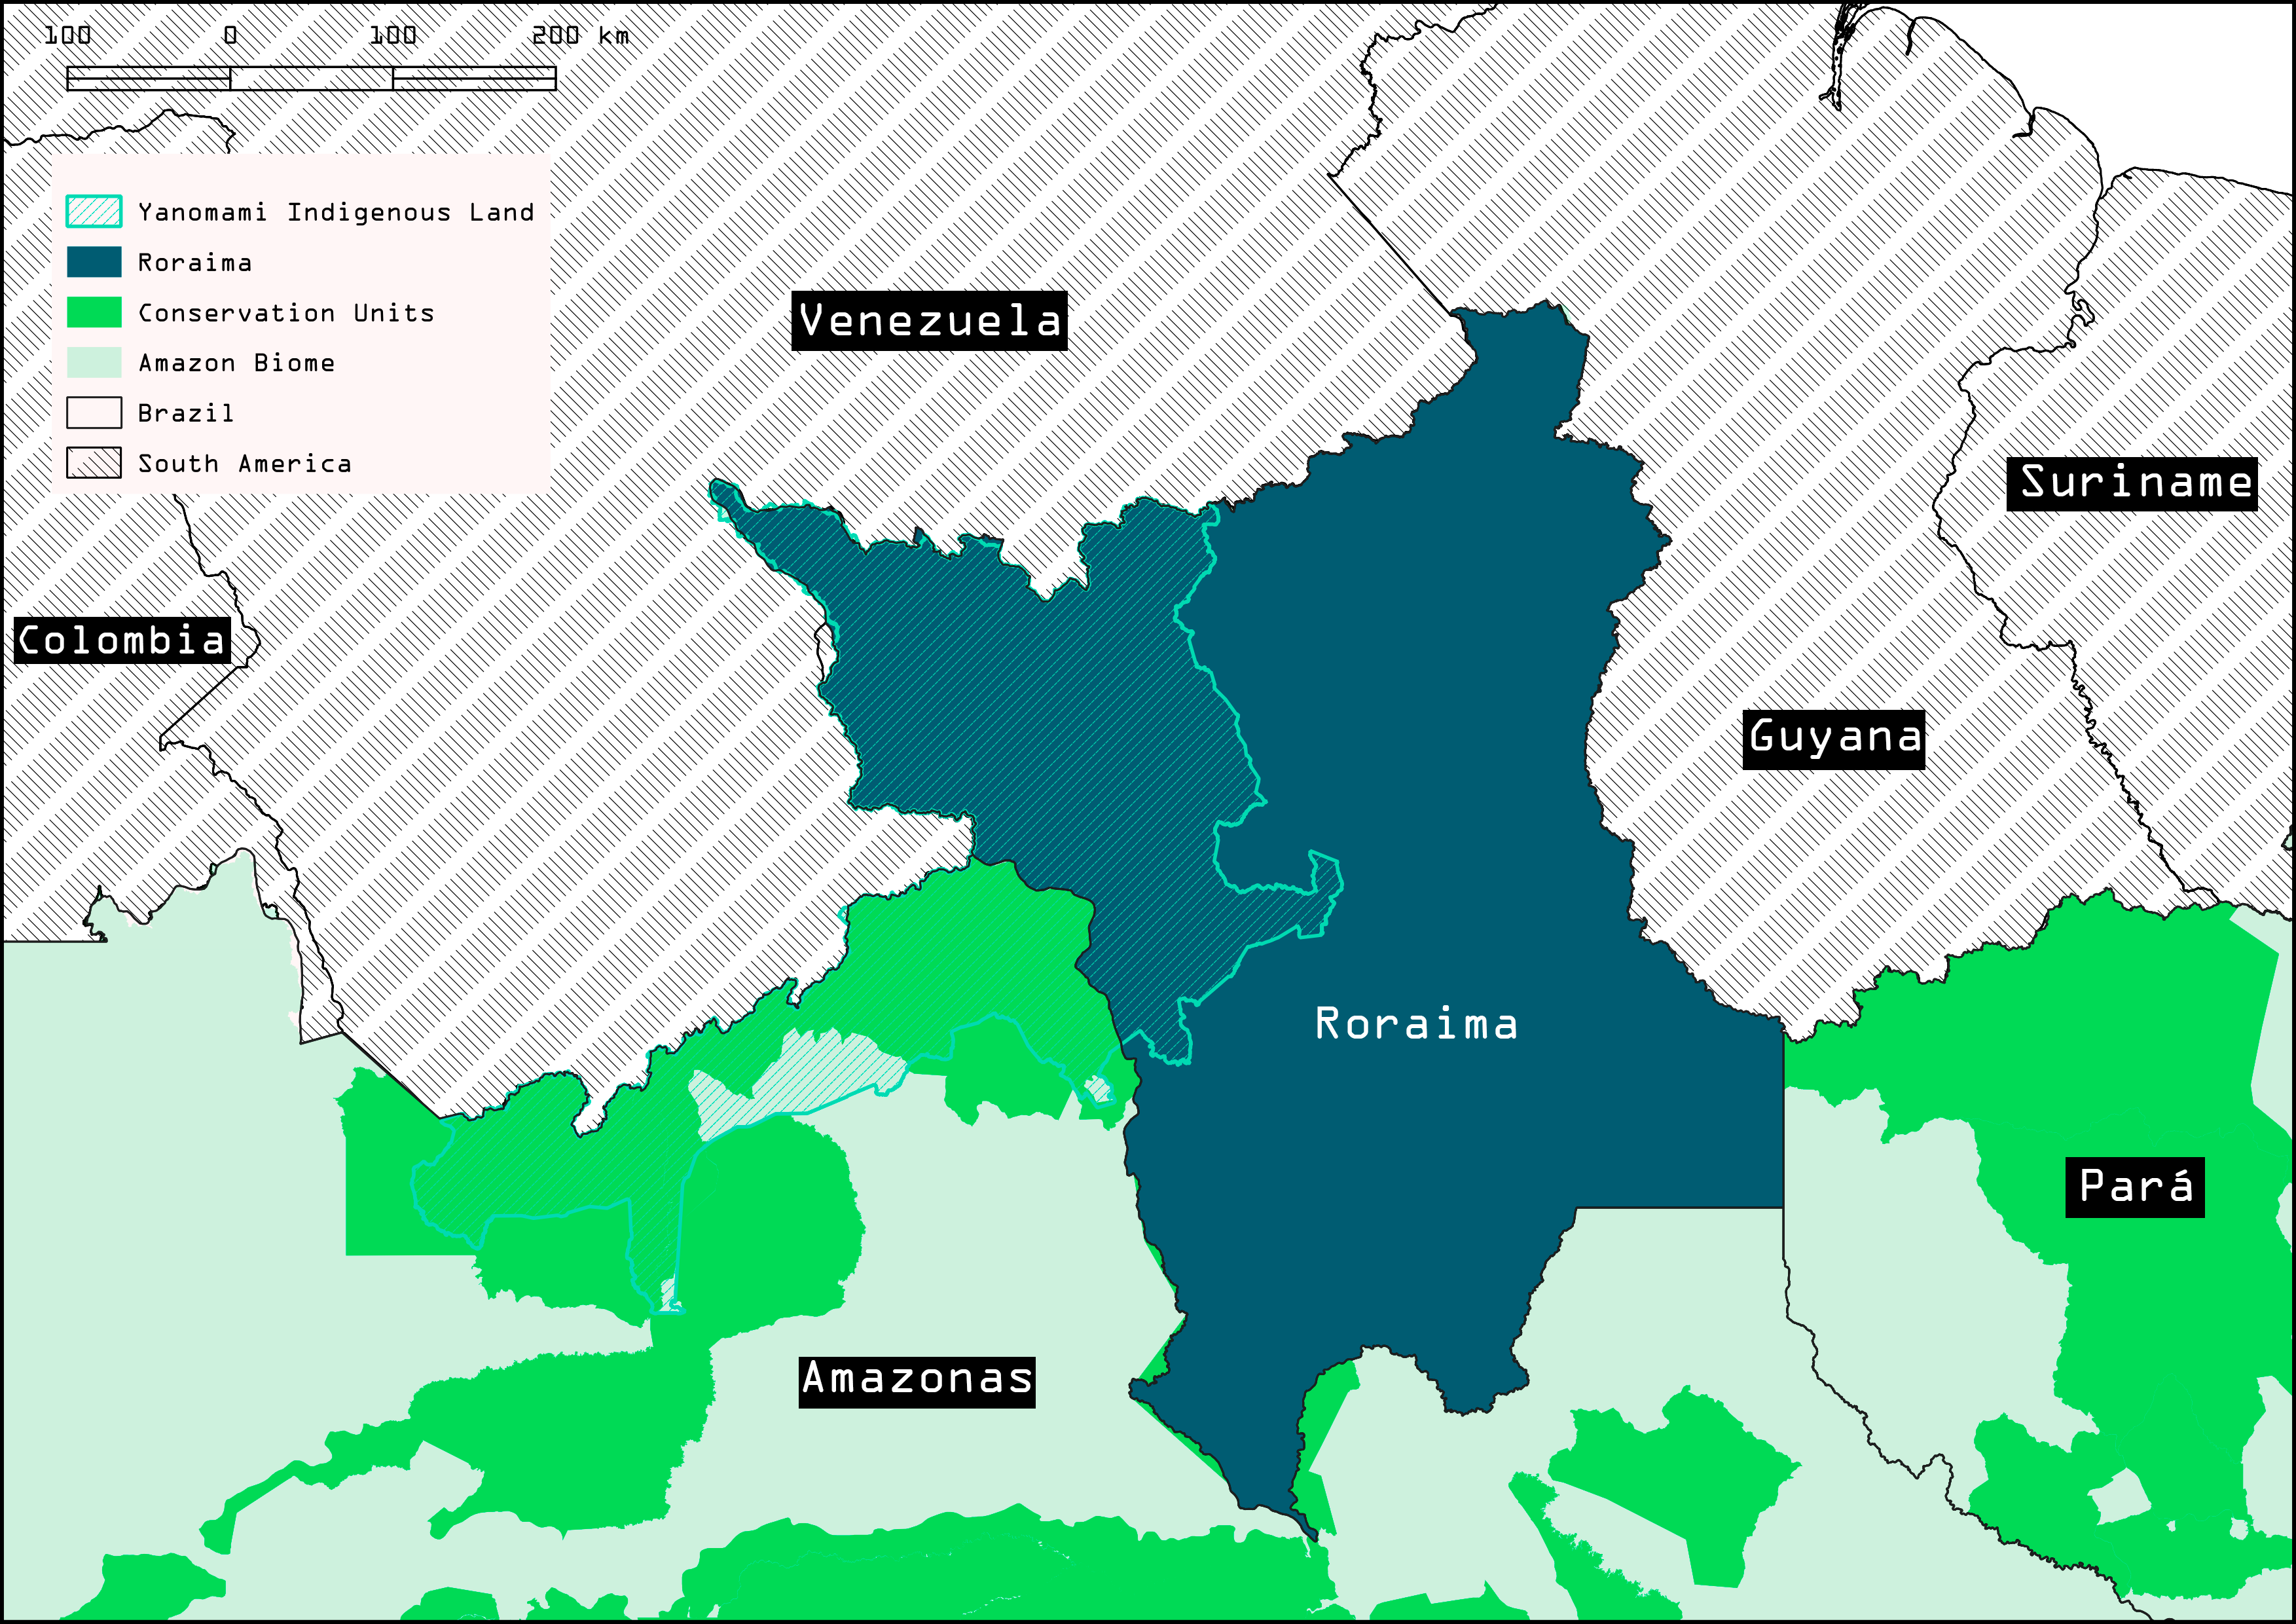 100 0 100 200 km
Yanomami Indigenous Land
Roraima
Conservation Units
Amazon Biome
Brazil
South America
Venezuela
Suriname
Colombia
Guyana
Roraima
Pará
Amazonas